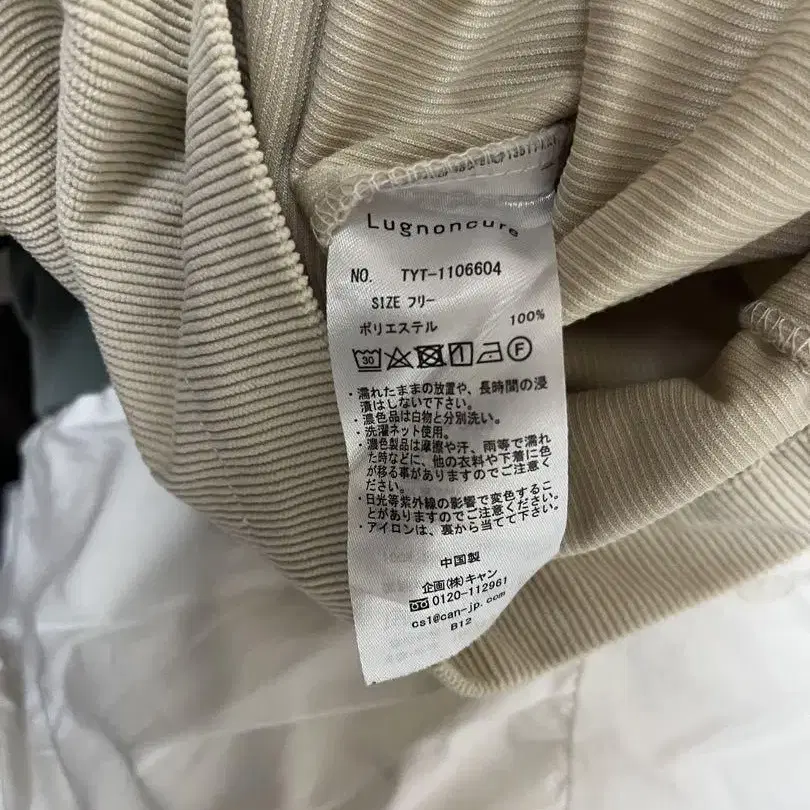 Lugnoncure
NO. TYT-1106604
SIZE フリー
ポリエステル 100%
30 F
・濡れたままの放置や、長時間の浸
漬はしないで下さい。
・濃色品は白物と分別洗い。
・洗濯ネット使用。
・濃色製品は摩擦や汗、雨等で濡れ
た時などに、他の衣料や下着に色
が移る事がありますのでご注意く
ださい。
・日光等紫外線の影響で変色するこ
とがありますのでご注意ください。
・アイロンは、裏から当てて下さい。
中国製
企画(株)キャン
0120-112961
cs1@can-jp.com
B12